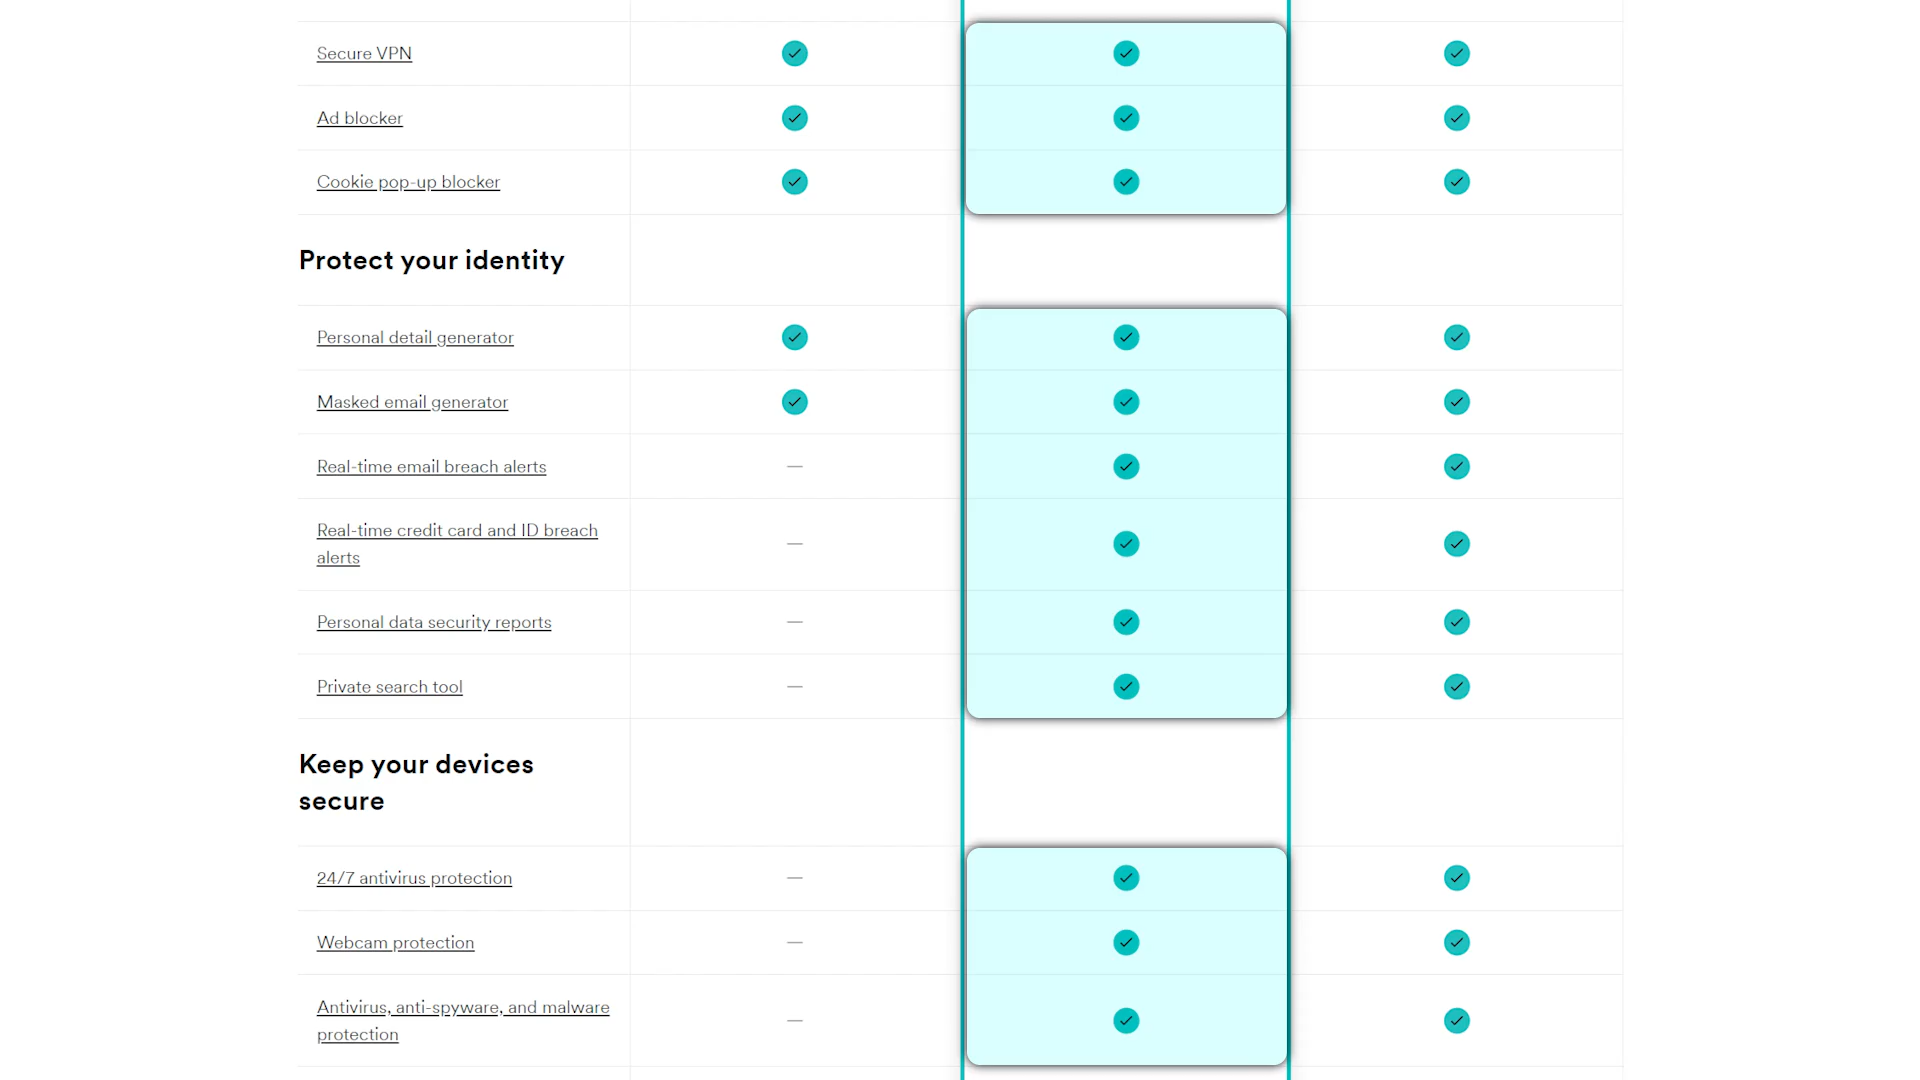 Secure VPN
Ad blocker
Cookie pop-up blocker
Protect your identity
Personal detail generator
Masked email generator
Real-time email breach alerts
Real-time credit card and ID breach
alerts
Personal data security reports
Private search tool
Keep your devices
secure
24/7 antivirus protection
Webcam protection
Antivirus, anti-spyware, and malware
protection